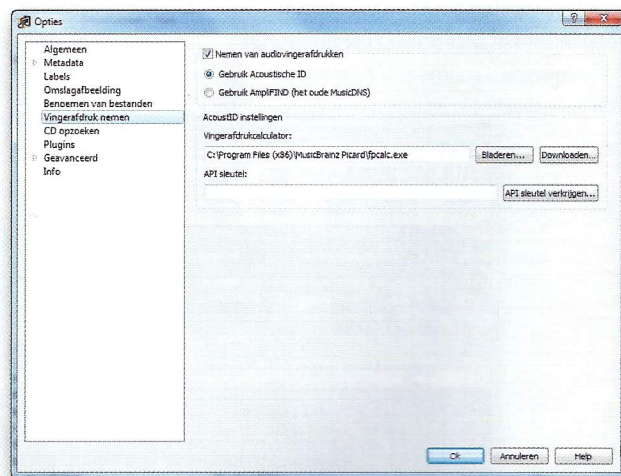 Opties
Algemeen
Metadata
Labels
Omslagafbeelding
Benoemen van bestanden
Vingerafdruk nemen
CD opzoeken
Plugins
Geavanceerd
Info
Nemen van audiovingerafdrukken
Gebruik Acoustische ID
Gebruik AmpliFIND (het oude MusicDNS)
AcoustID instellingen
Vingerafdrukcalculator:
C:\Program Files (x86)\MusicBrainz Picard\fpcalc.exe
Bladeren... Downloaden...
API sleutel:
API sleutel verkrijgen...
Ok Annuleren Help